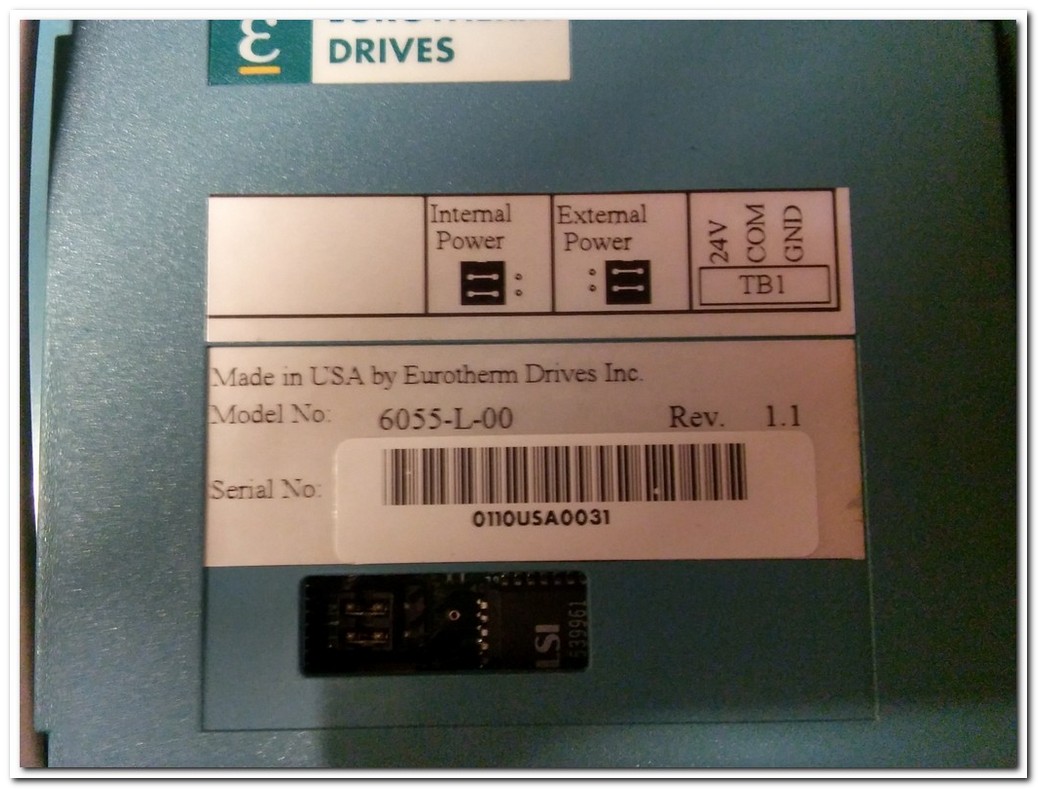 EUROTHERM
DRIVES
Internal
Power
External
Power
24V
COM
GND
TB1
Made in USA by Eurotherm Drives Inc.
Model No: 6055-L-00 Rev. 1.1
Serial No:
0110USA0031
LSI